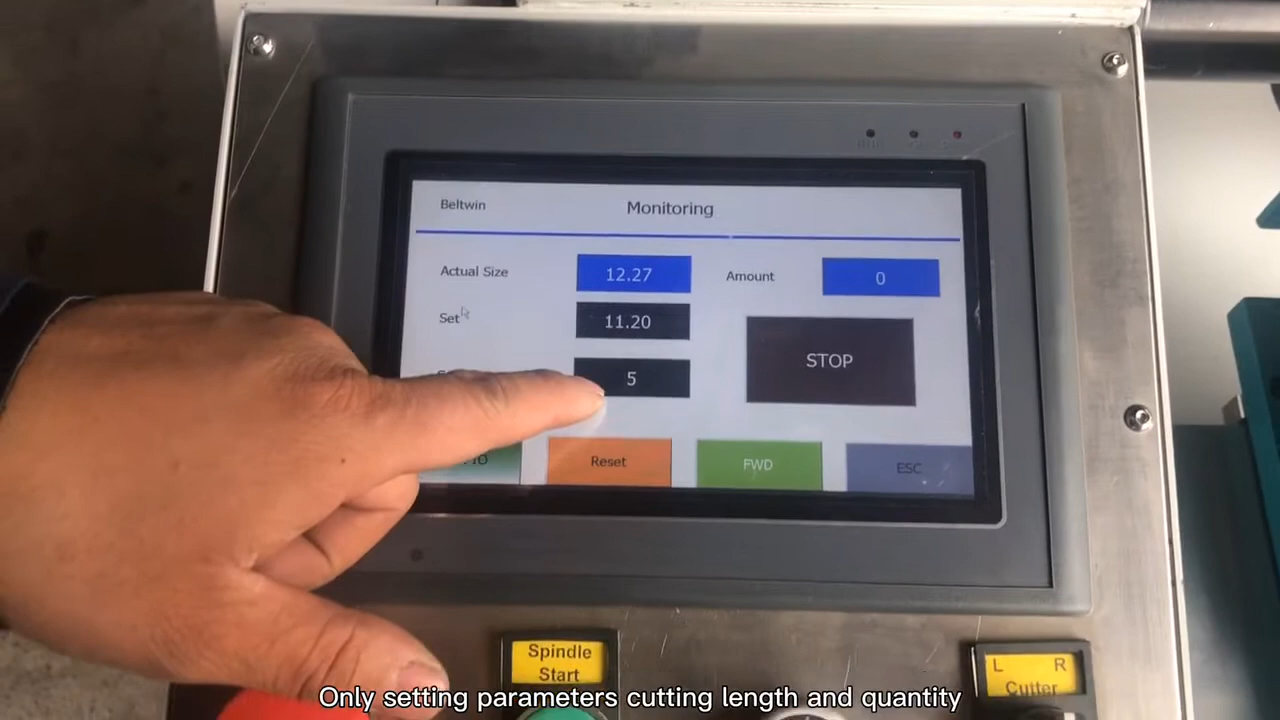 Beltwin
Monitoring
Actual Size
12.27
Amount
0
Set
11.20
STOP
5
Reset
FWD
ESC
Spindle
Start
L R
Cutter
Only setting parameters cutting length and quantity